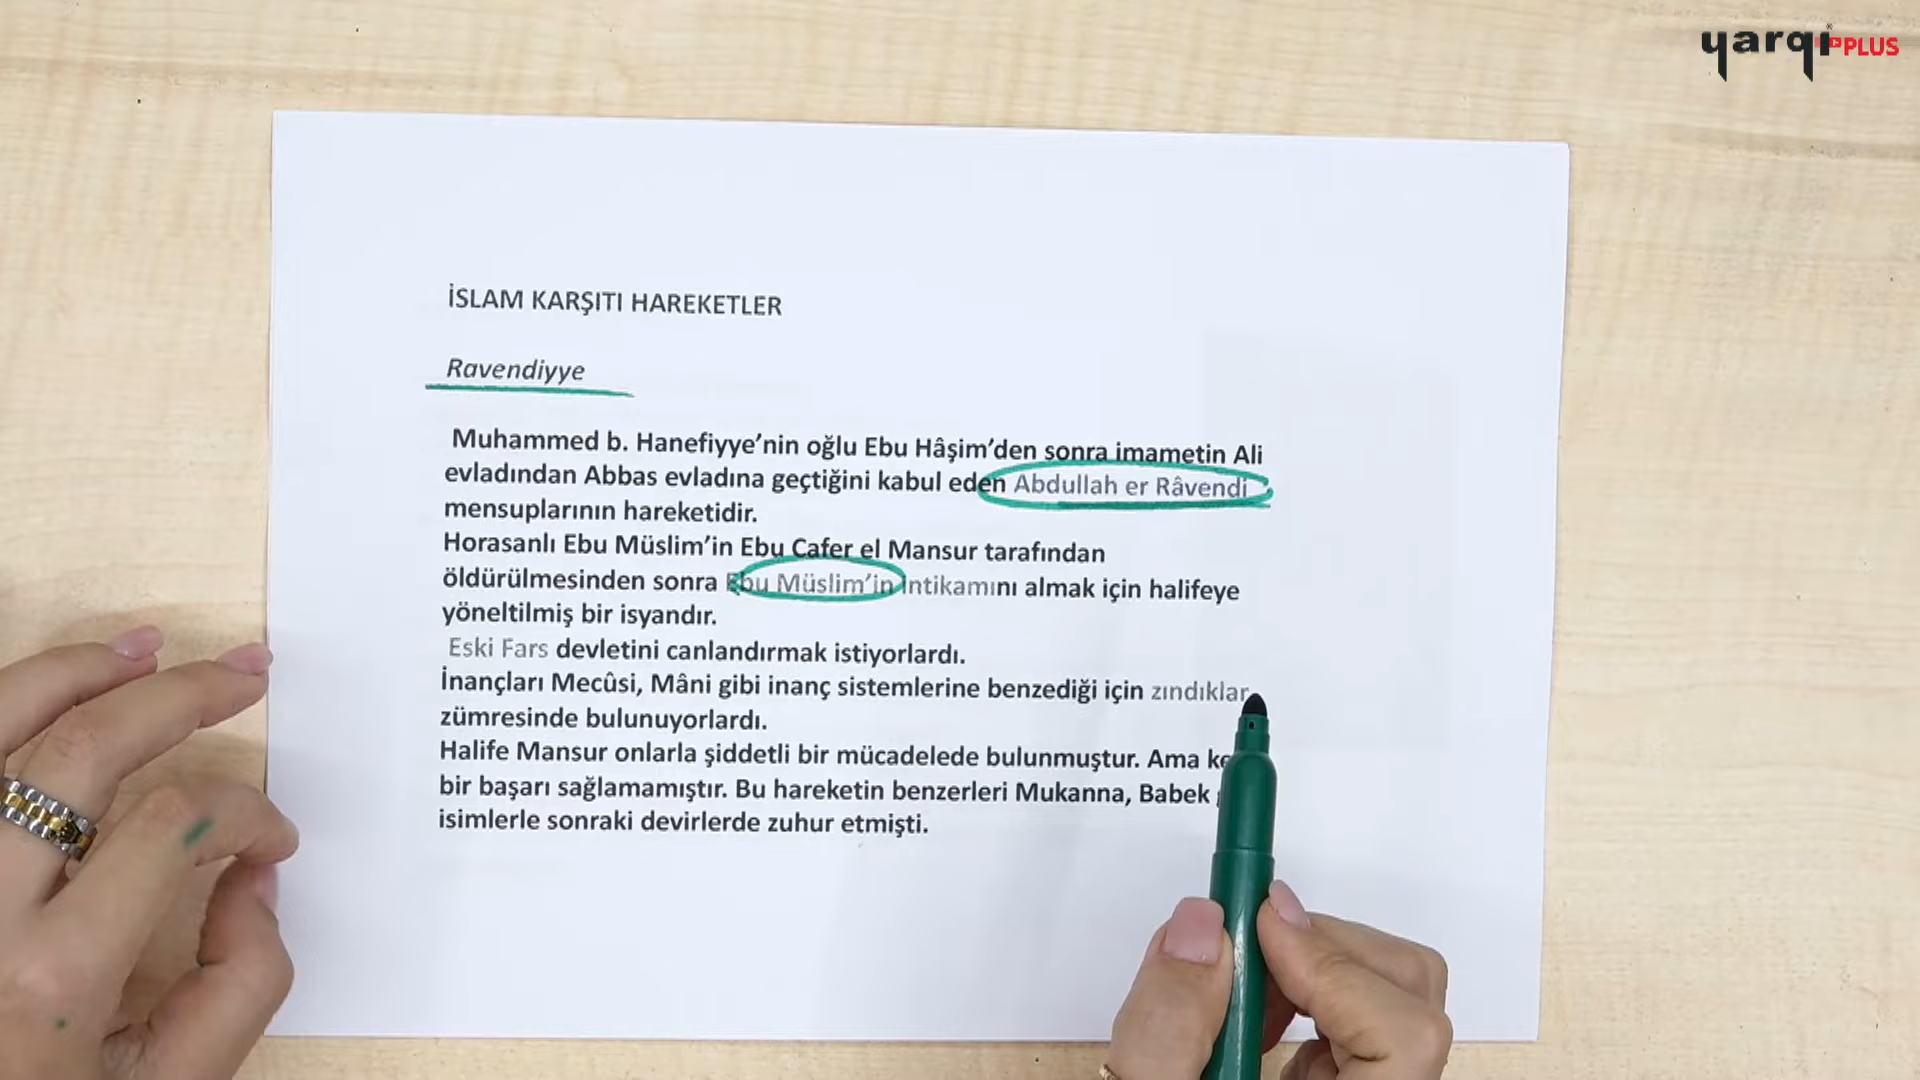 yarqı PLUS
İSLAM KARŞITI HAREKETLER
Ravendiyye
Muhammed b. Hanefiyye’nin oğlu Ebu Hâşim’den sonra imametin Ali
evladından Abbas evladına geçtiğini kabul eden Abdullah er Râvendi
mensuplarının hareketidir.
Horasanlı Ebu Müslim’in Ebu Cafer el Mansur tarafından
öldürülmesinden sonra Ebu Müslim’in intikamını almak için halifeye
yöneltilmiş bir isyandır.
Eski Fars devletini canlandırmak istiyorlardı.
İnançları Mecûsi, Mâni gibi inanç sistemlerine benzediği için zındıklar
zümresinde bulunuyorlardı.
Halife Mansur onlarla şiddetli bir mücadelede bulunmuştur. Ama
bir başarı sağlamamıştır. Bu hareketin benzerleri Mukanna, Babek
isimlerle sonraki devirlerde zuhur etmişti.